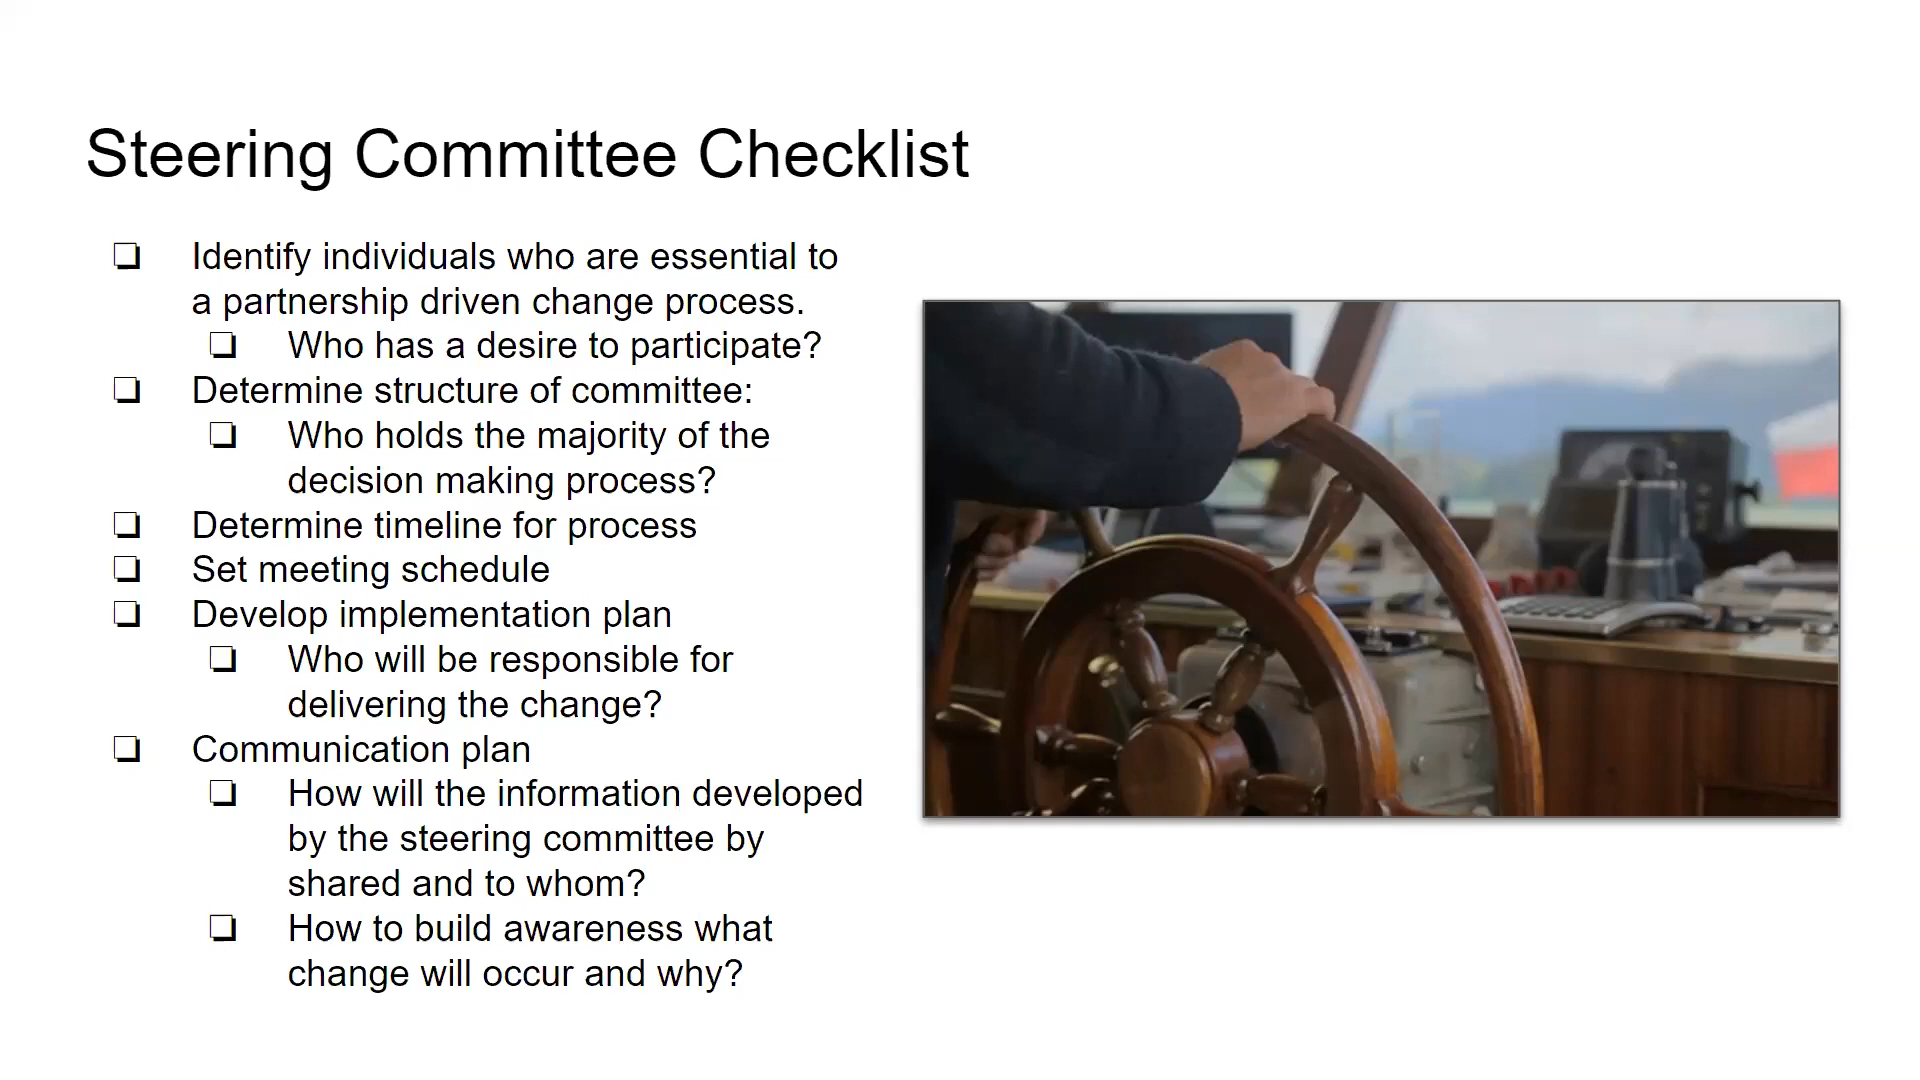 Steering Committee Checklist
❏ Identify individuals who are essential to
a partnership driven change process.
❏ Who has a desire to participate?
❏ Determine structure of committee:
❏ Who holds the majority of the
decision making process?
❏ Determine timeline for process
❏ Set meeting schedule
❏ Develop implementation plan
❏ Who will be responsible for
delivering the change?
❏ Communication plan
❏ How will the information developed
by the steering committee by
shared and to whom?
❏ How to build awareness what
change will occur and why?